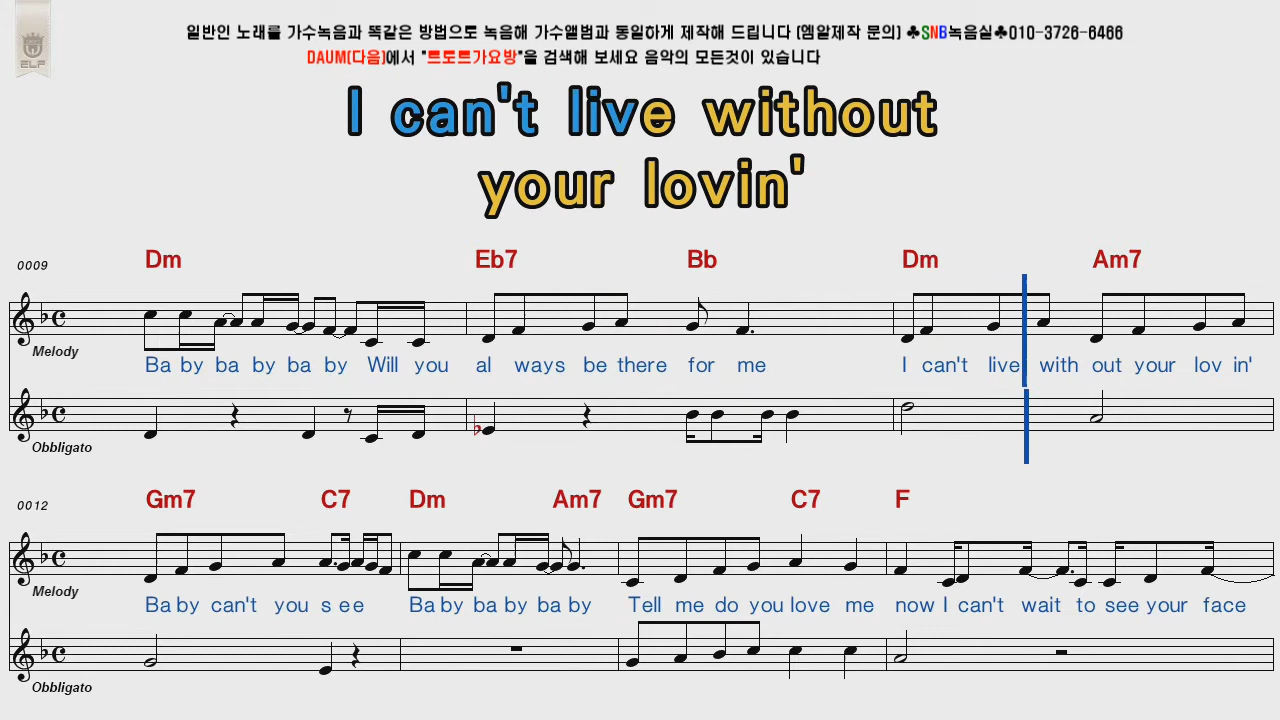 일반인 노래를 가수녹음과 똑같은 방법으로 녹음해 가수앨범과 동일하게 제작해 드립니다 (엠알제작 문의) ♣SNB녹음실♣010-3726-6466
DAUM(다음)에서 "트로트가요방"을 검색해 보세요 음악의 모든것이 있습니다
ELF
I can't live without
your lovin'
0009 Dm Eb7 Bb Dm Am7
Melody
Ba by ba by ba by Will you al ways be there for me I can't live with out your lov in'
Obbligato
0012 Gm7 C7 Dm Am7 Gm7 C7 F
Melody
Ba by can't you s ee Ba by ba by ba by Tell me do you love me now I can't wait to see your face
Obbligato